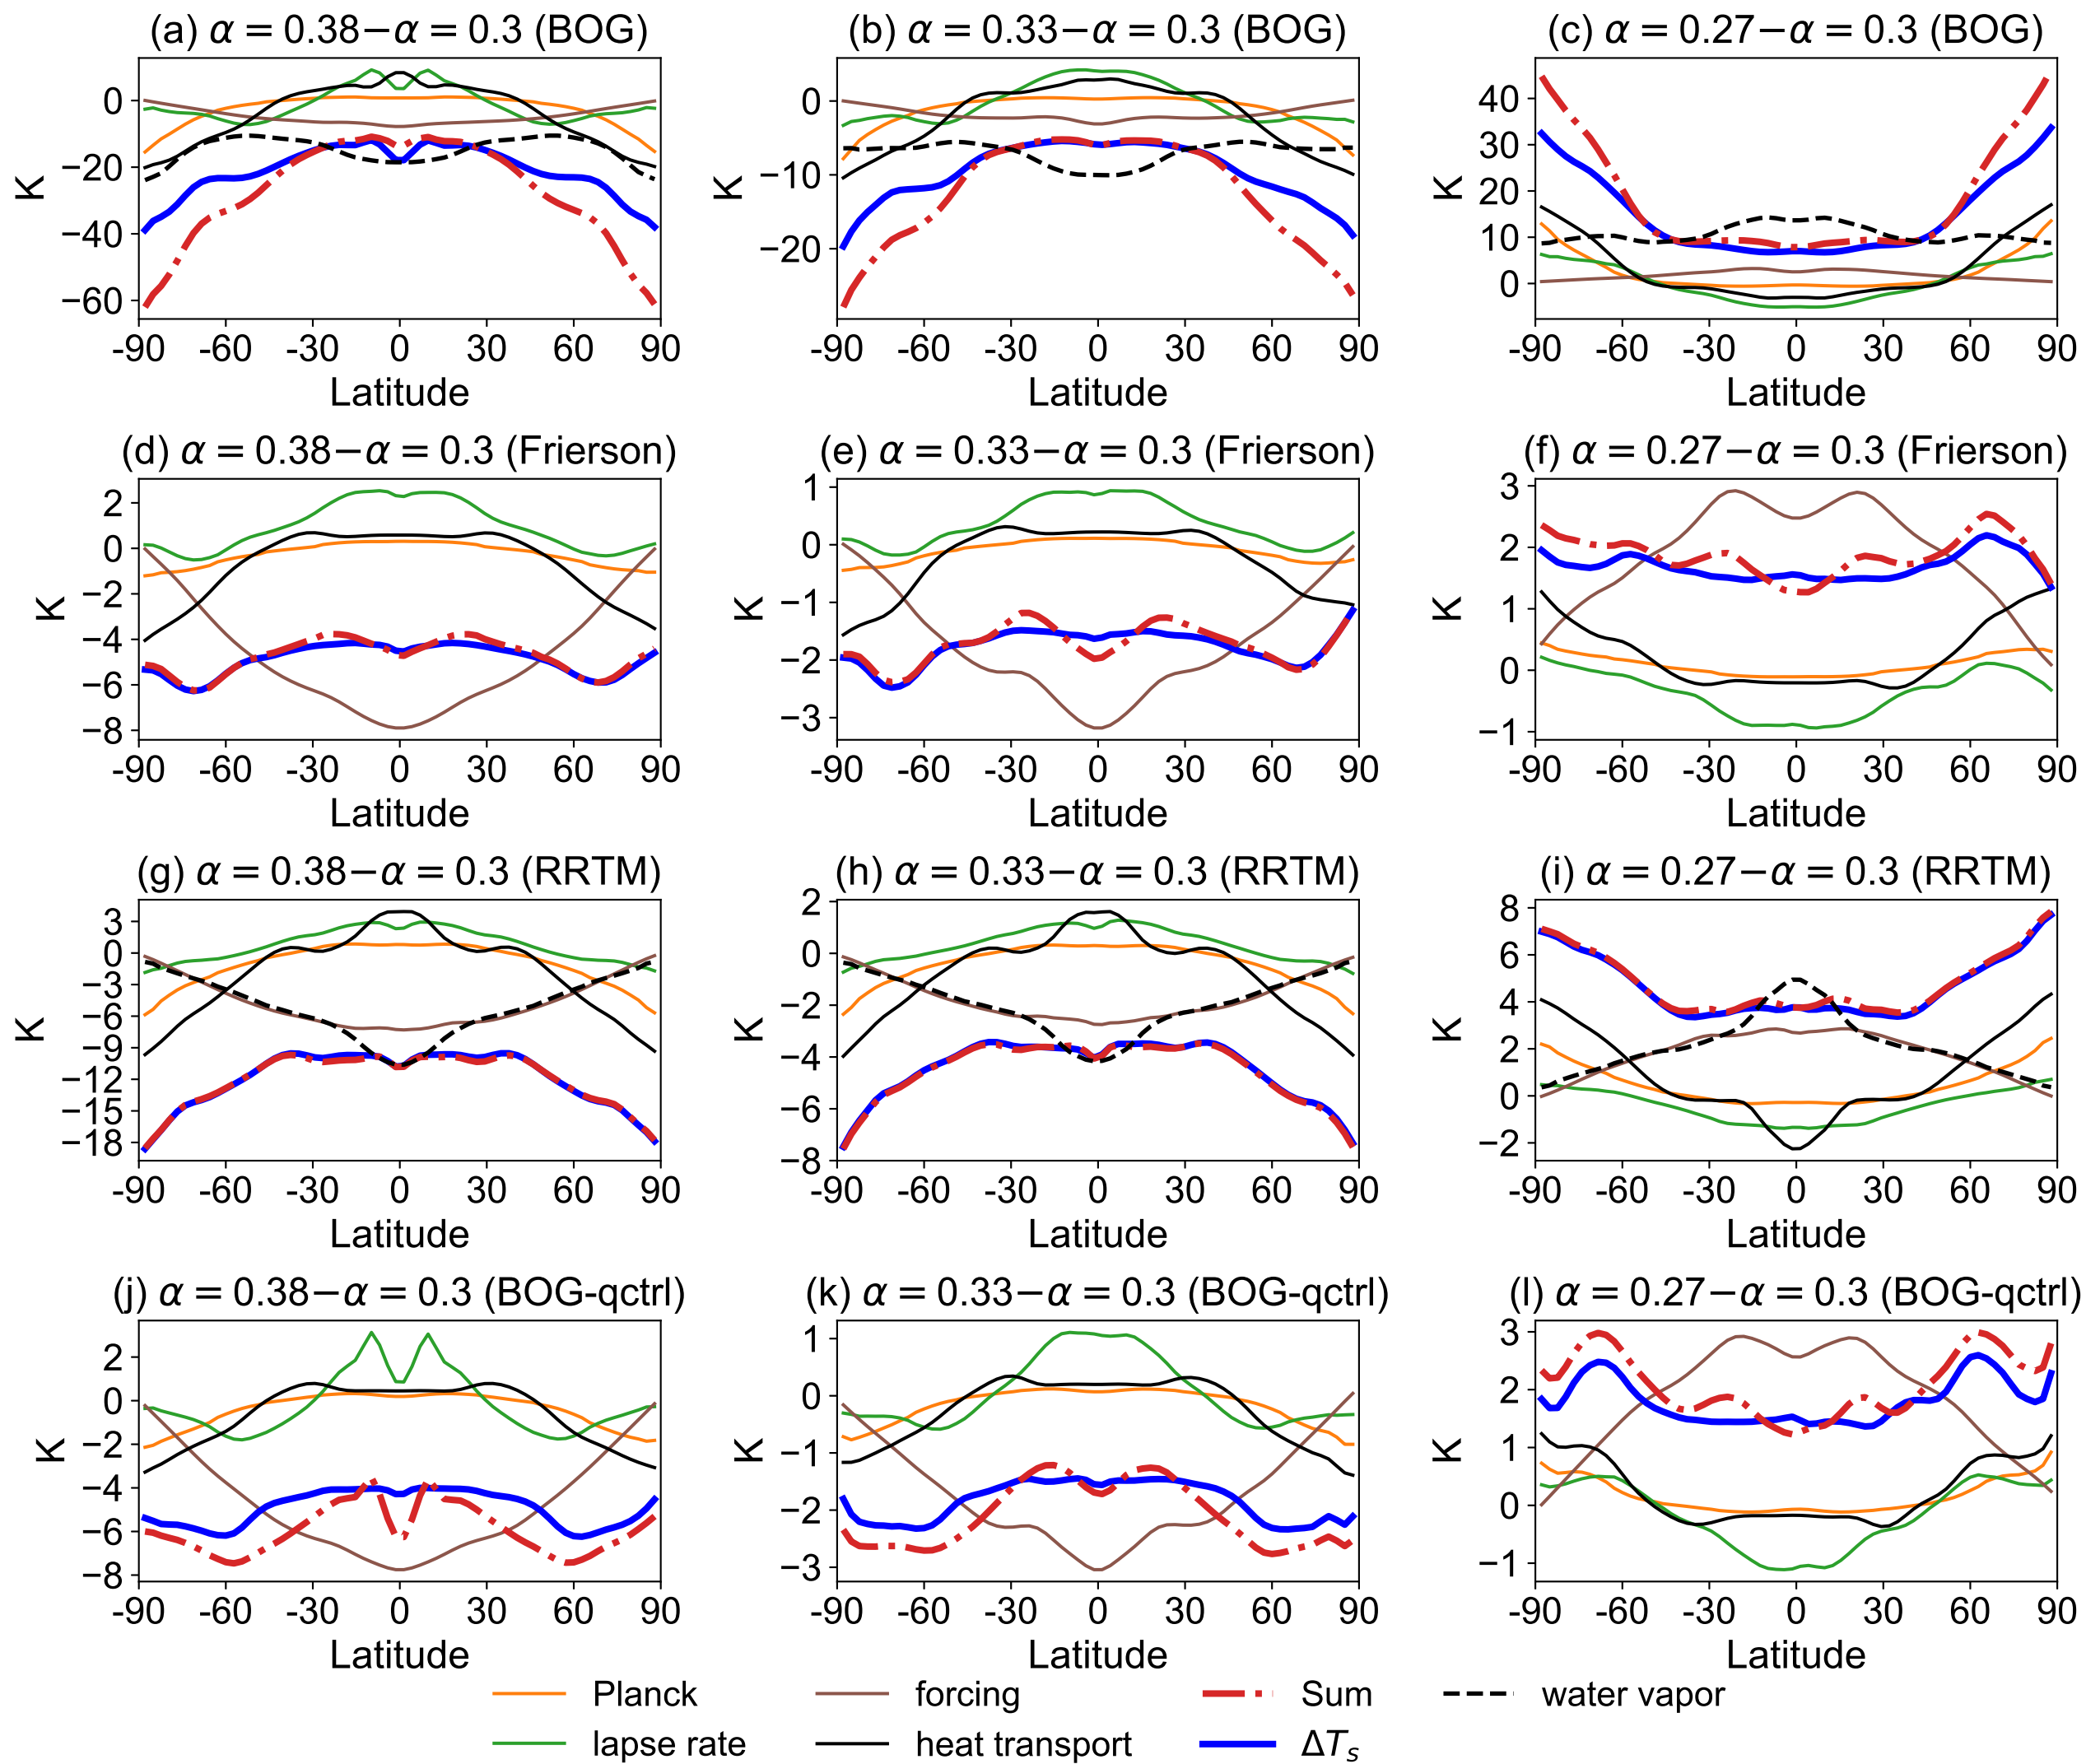 (a) α = 0.38−α = 0.3 (BOG)
(b) α = 0.33−α = 0.3 (BOG)
(c) α = 0.27−α = 0.3 (BOG)
K
0
−20
−40
−60
-90 -60 -30 0 30 60 90
Latitude
K
0
−10
−20
-90 -60 -30 0 30 60 90
Latitude
K
40
30
20
10
0
-90 -60 -30 0 30 60 90
Latitude
(d) α = 0.38−α = 0.3 (Frierson)
(e) α = 0.33−α = 0.3 (Frierson)
(f) α = 0.27−α = 0.3 (Frierson)
K
2
0
−2
−4
−6
−8
-90 -60 -30 0 30 60 90
Latitude
K
1
0
−1
−2
−3
-90 -60 -30 0 30 60 90
Latitude
K
3
2
1
0
−1
-90 -60 -30 0 30 60 90
Latitude
(g) α = 0.38−α = 0.3 (RRTM)
(h) α = 0.33−α = 0.3 (RRTM)
(i) α = 0.27−α = 0.3 (RRTM)
K
3
0
−3
−6
−9
−12
−15
−18
-90 -60 -30 0 30 60 90
Latitude
K
2
0
−2
−4
−6
−8
-90 -60 -30 0 30 60 90
Latitude
K
8
6
4
2
0
−2
-90 -60 -30 0 30 60 90
Latitude
(j) α = 0.38−α = 0.3 (BOG-qctrl)
(k) α = 0.33−α = 0.3 (BOG-qctrl)
(l) α = 0.27−α = 0.3 (BOG-qctrl)
K
2
0
−2
−4
−6
−8
-90 -60 -30 0 30 60 90
Latitude
K
1
0
−1
−2
−3
-90 -60 -30 0 30 60 90
Latitude
K
3
2
1
0
−1
-90 -60 -30 0 30 60 90
Latitude
Planck
forcing
Sum
water vapor
lapse rate
heat transport
ΔTₛ